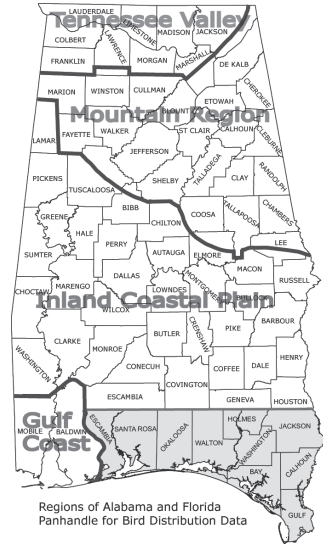 LAUDERDALE
Tennessee Valley
LIMESTONE
MADISON
JACKSON
COLBERT
LAWRENCE
FRANKLIN
MORGAN
MARSHALL
DE KALB
MARION
WINSTON
CULLMAN
CHEROKEE
ETOWAH
BLOUNT
Mountain Region
LAMAR
FAYETTE
WALKER
ST CLAIR
CALHOUN
CLEBURNE
JEFFERSON
PICKENS
TUSCALOOSA
SHELBY
TALLADEGA
CLAY
RANDOLPH
BIBB
GREENE
HALE
CHILTON
COOSA
TALLAPOOSA
CHAMBERS
PERRY
LEE
SUMTER
AUTAUGA
ELMORE
MACON
RUSSELL
DALLAS
CHOCTAW
MARENGO
LOWNDES
MONTGOMERY
BULLOCK
Inland Coastal Plain
WILCOX
BARBOUR
CLARKE
BUTLER
CRENSHAW
PIKE
MONROE
HENRY
WASHINGTON
CONECUH
COFFEE
DALE
COVINGTON
ESCAMBIA
GENEVA
HOUSTON
Gulf
Coast
MOBILE
BALDWIN
ESCAMBIA
SANTA ROSA
OKALOOSA
WALTON
HOLMES
WASHINGTON
JACKSON
BAY
CALHOUN
GULF
Regions of Alabama and Florida
Panhandle for Bird Distribution Data